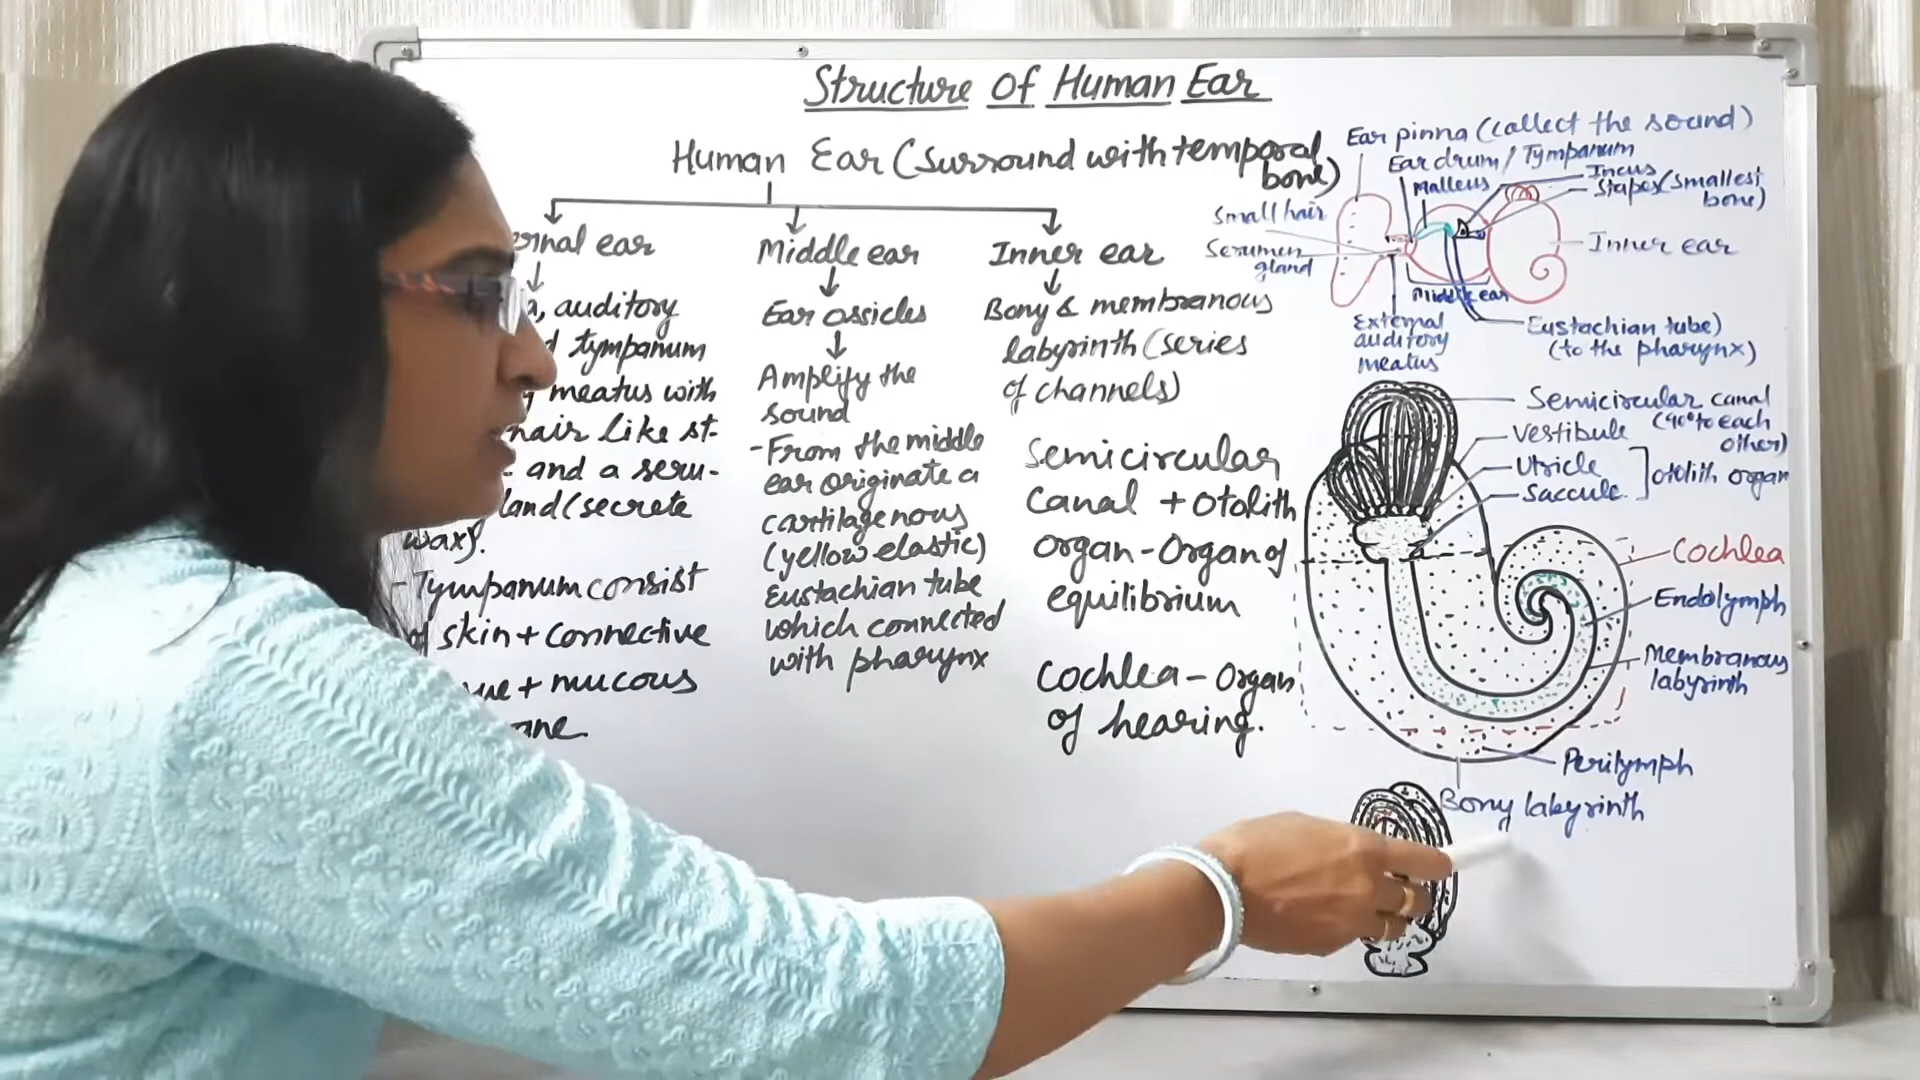 Structure Of Human Ear
Human Ear (Surround with temporal
bone)
ear
auditory
tympanum
meatus with
hair like st-
and a seru-
land (secrete
wax).
- Tympanum consist
of skin + connective
+ mucous
Middle ear
Ear ossicles
Amplify the
sound
- From the middle
ear originate a
cartilagenous
(yellow elastic)
Eustachian tube
which connected
with pharynx
Inner ear
Bony & membranous
labyrinth (series
of channels)
Semicircular
Canal + Otolith
organ - Organ of
equilibrium
Cochlea - Organ
of hearing.
Ear pinna (collect the sound)
Ear drum / Tympanum
Malleus
Incus
Stapes (smallest
bone)
Small hair
Serumen
gland
Inner ear
Middle ear
External
auditory
meatus
Eustachian tube)
(to the pharynx)
Semicircular canal
(90° to each
other)
Vestibule
Utricle
Saccule
otolith organ
Cochlea
Endolymph
Membranous
labyrinth
Perilymph
Bony labyrinth